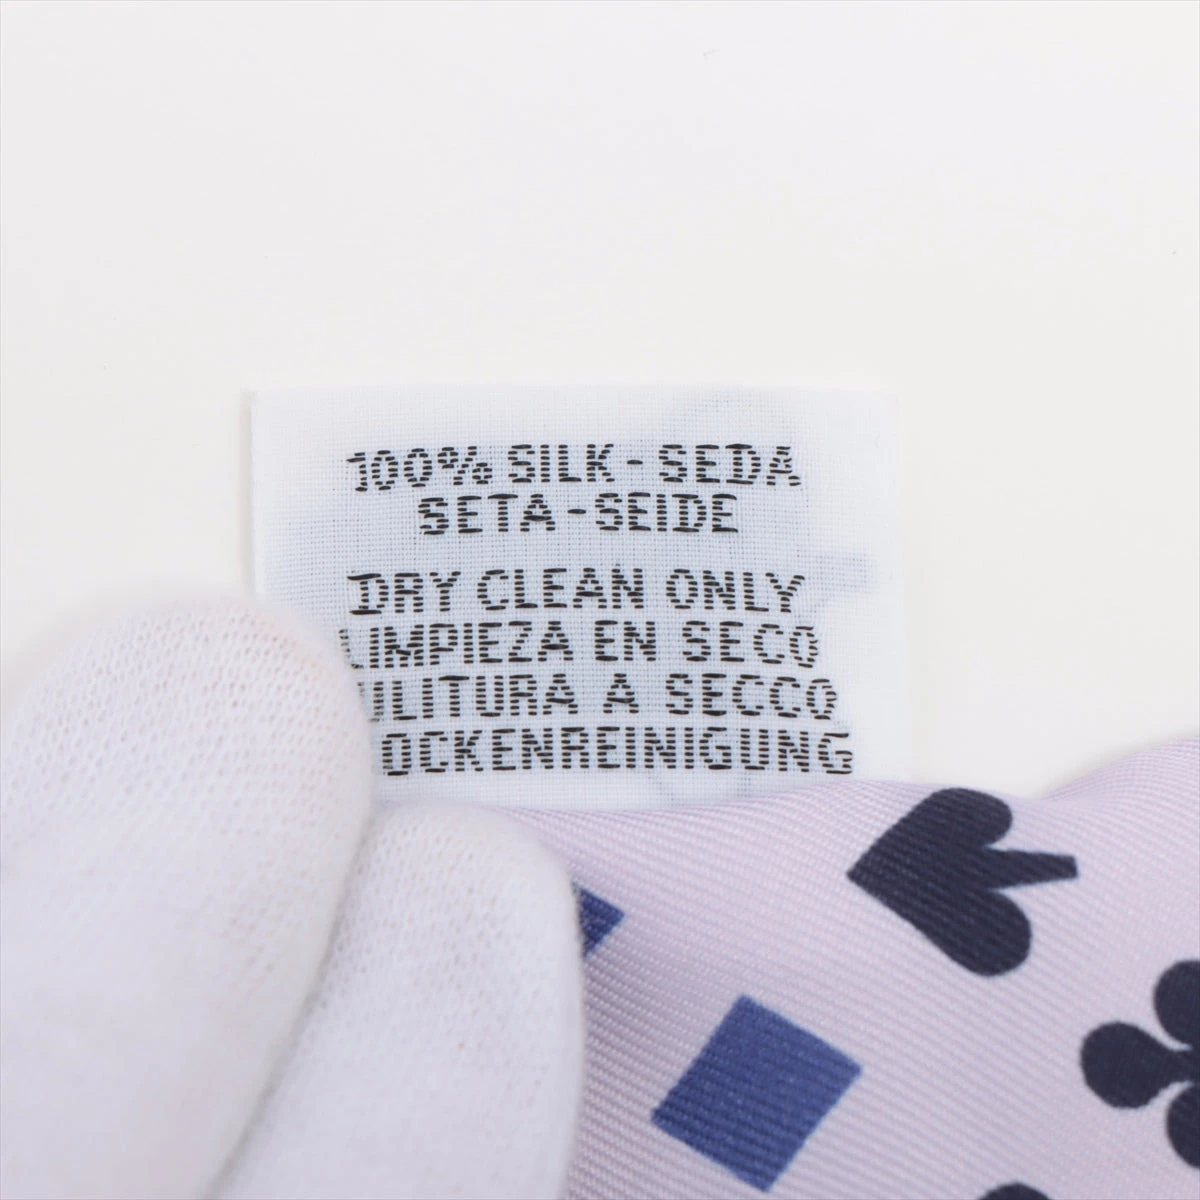 100% SILK - SEDA
SETA - SEIDE
DRY CLEAN ONLY
LIMPIEZA EN SECO
ULITURA A SECCO
OCKENREINIGUNG